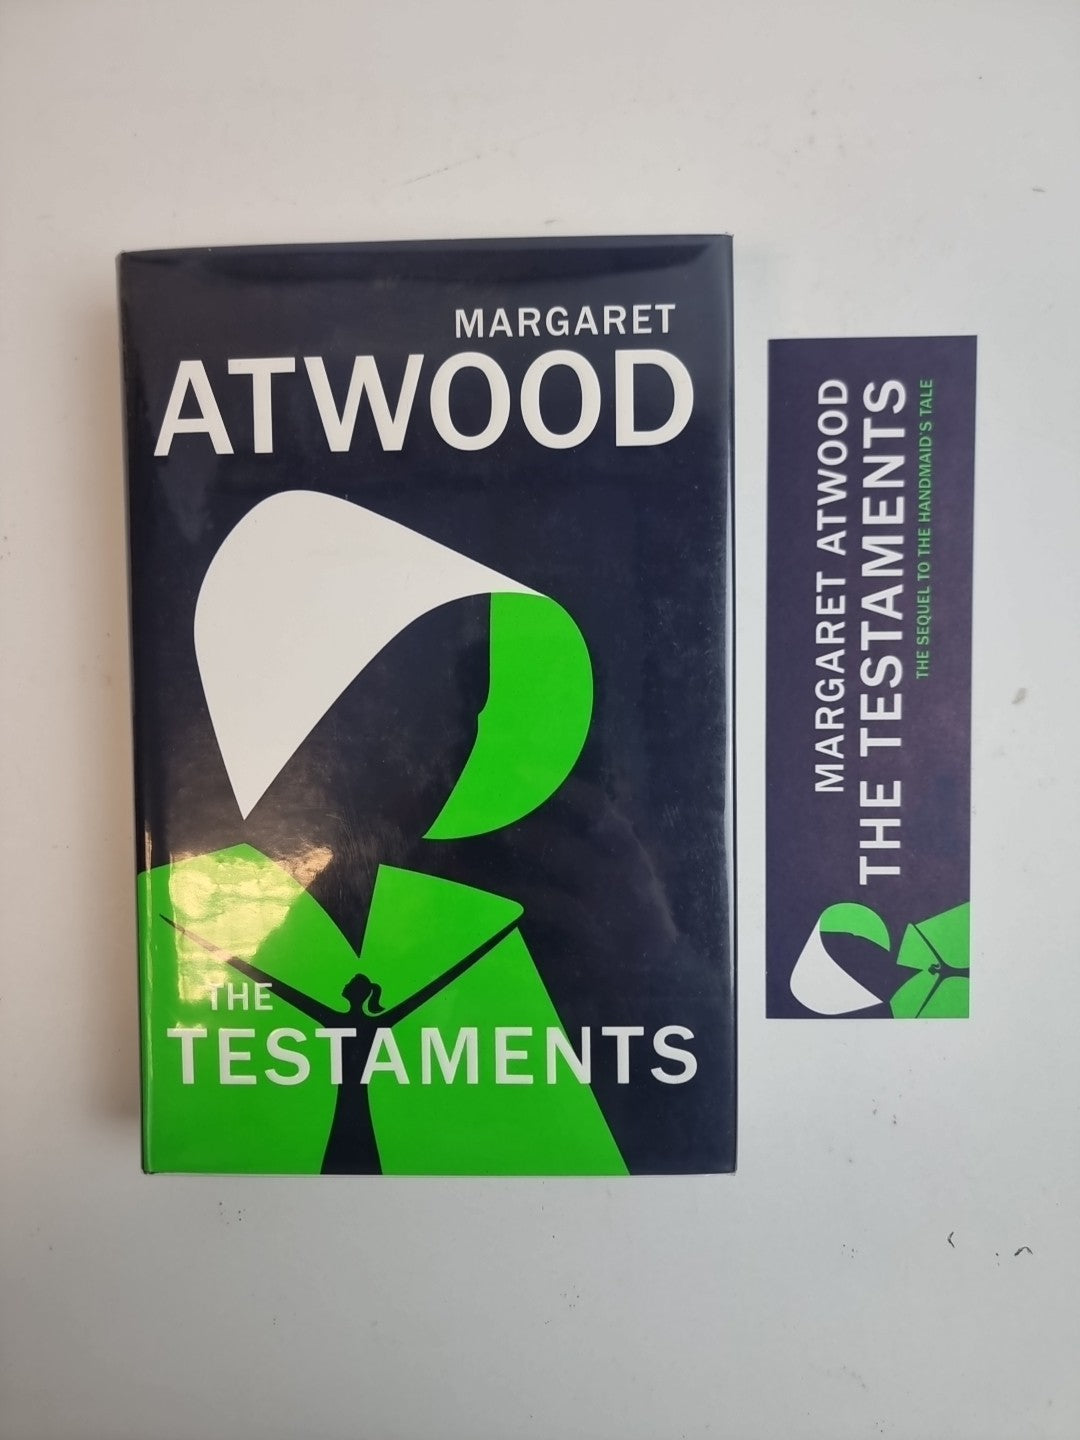 MARGARET
ATWOOD
THE
TESTAMENTS
MARGARET ATWOOD
THE TESTAMENTS
THE SEQUEL TO THE HANDMAID'S TALE